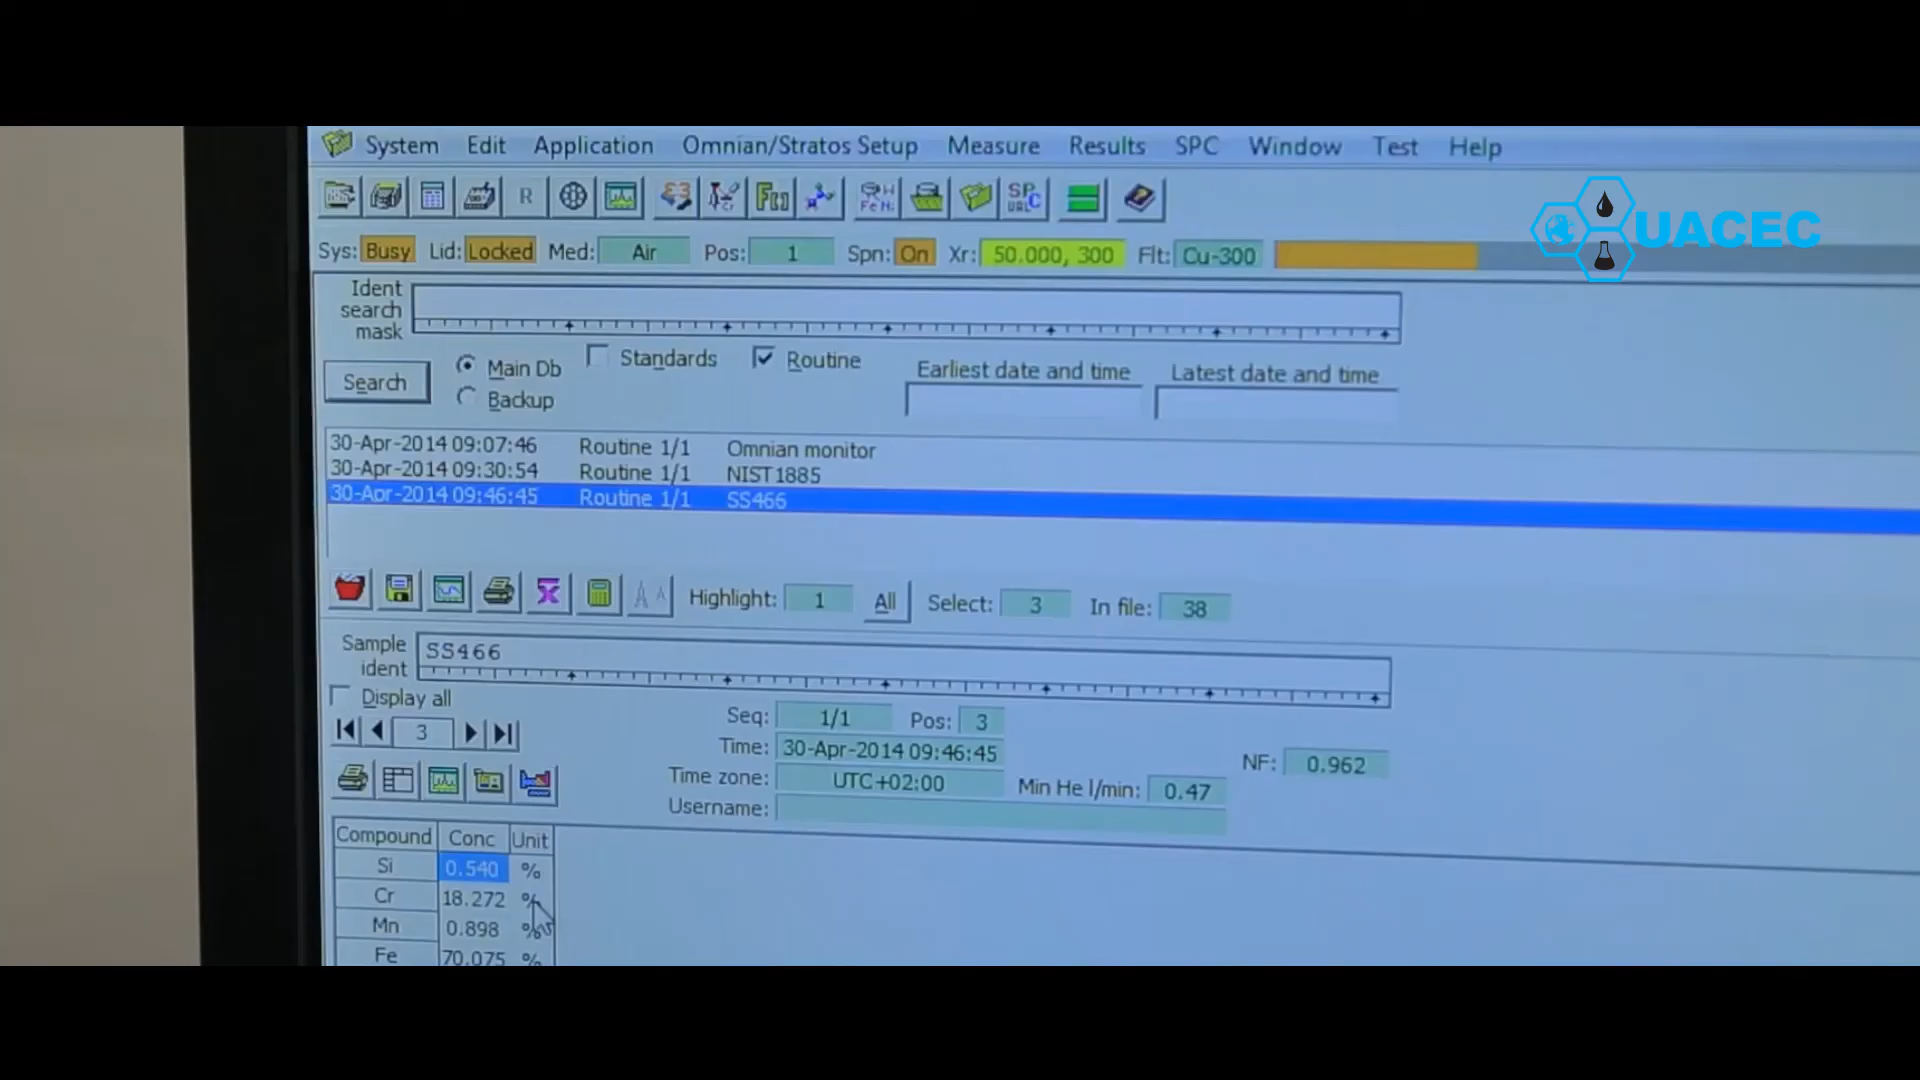 System Edit Application Omnian/Stratos Setup Measure Results SPC Window Test Help
R
UACEC
Sys: Busy Lid: Locked Med: Air Pos: 1 Spn: On Xr: 50.000, 300 Flt: Cu-300
Ident search mask
Search
Main Db
Backup
Standards
Routine
Earliest date and time
Latest date and time
30-Apr-2014 09:07:46 Routine 1/1 Omnian monitor
30-Apr-2014 09:30:54 Routine 1/1 NIST1885
30-Apr-2014 09:46:45 Routine 1/1 SS466
Highlight: 1 All Select: 3 In file: 38
Sample ident SS466
Display all
3
Seq: 1/1 Pos: 3
Time: 30-Apr-2014 09:46:45
NF: 0.962
Time zone: UTC+02:00 Min He l/min: 0.47
Username:
Compound Conc Unit
Si 0.540 %
Cr 18.272 %
Mn 0.898 %
Fe 70.075 %